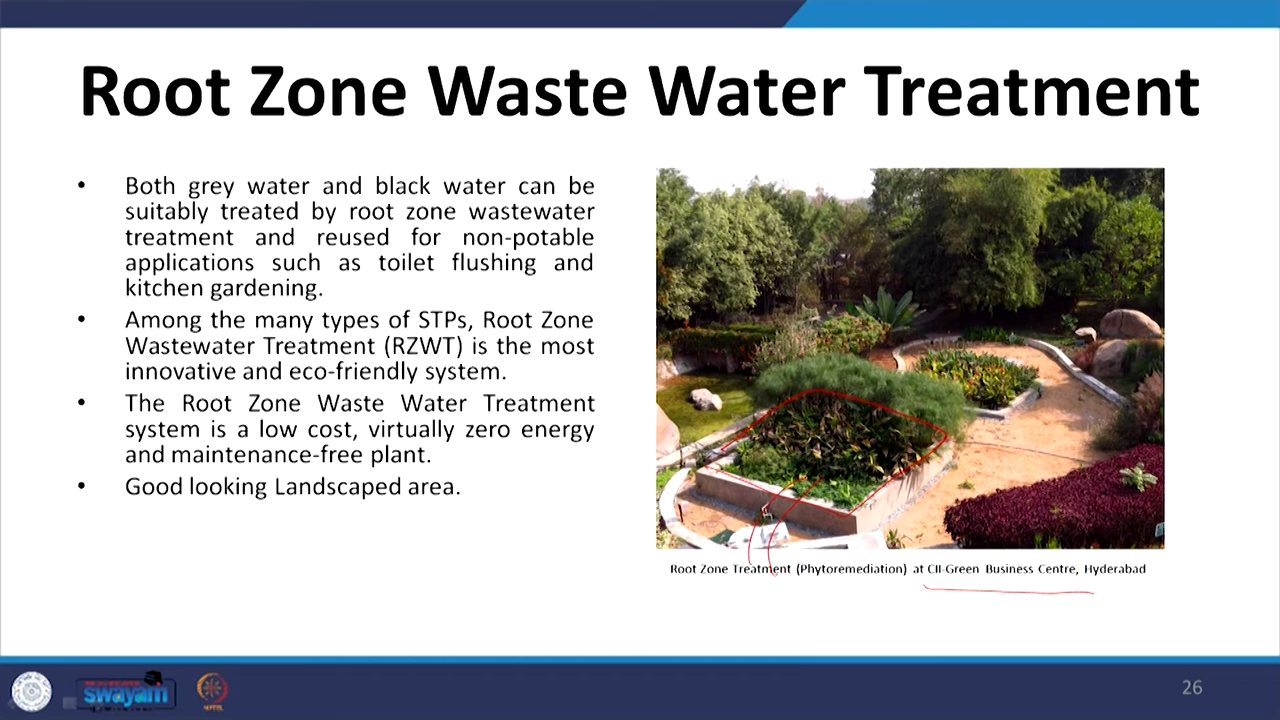 Root Zone Waste Water Treatment
• Both grey water and black water can be
suitably treated by root zone wastewater
treatment and reused for non-potable
applications such as toilet flushing and
kitchen gardening.
• Among the many types of STPs, Root Zone
Wastewater Treatment (RZWT) is the most
innovative and eco-friendly system.
• The Root Zone Waste Water Treatment
system is a low cost, virtually zero energy
and maintenance-free plant.
• Good looking Landscaped area.
Root Zone Treatment (Phytoremediation) at CII-Green Business Centre, Hyderabad
swayam
26